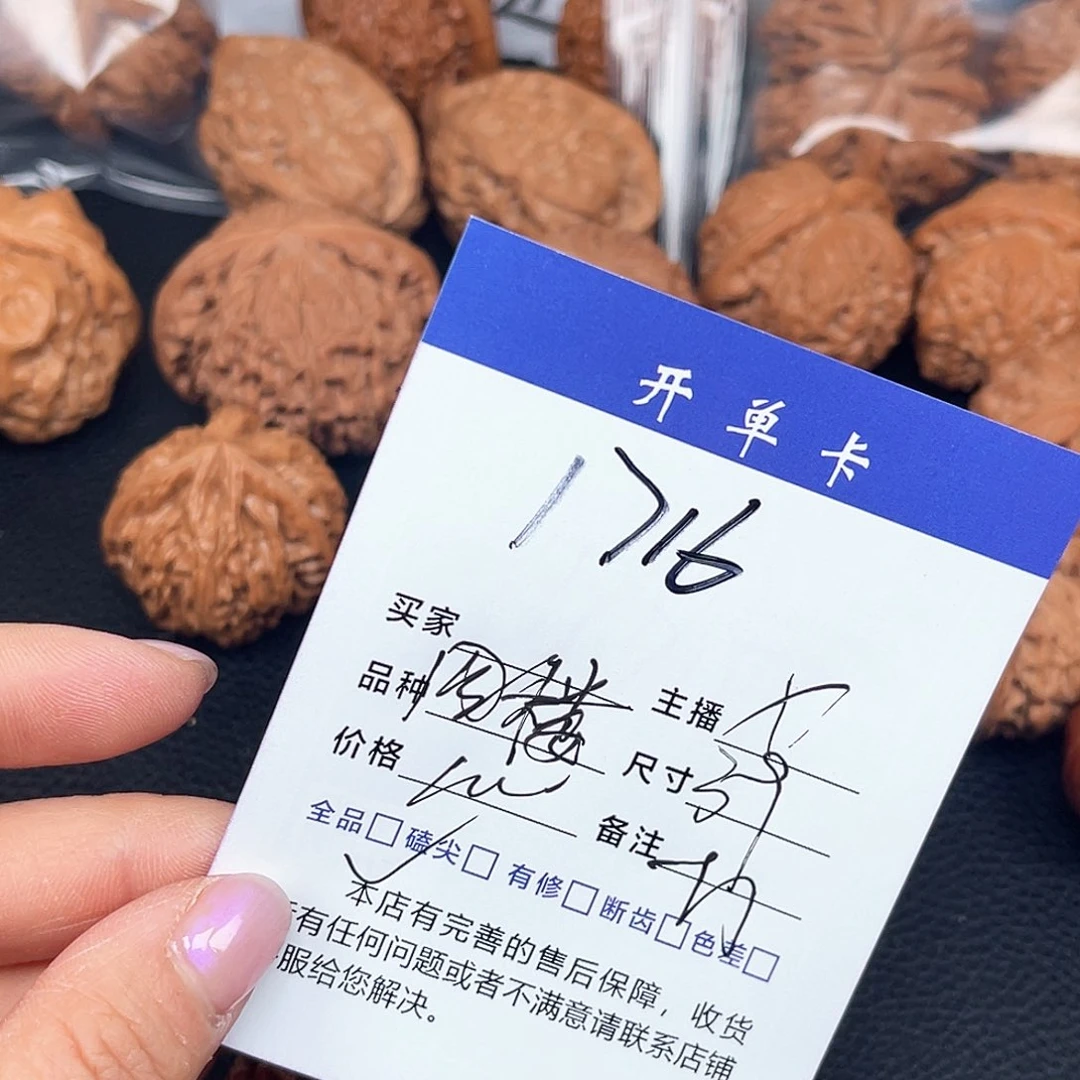 开单卡
1716
买家
品种 主播
价格 尺寸 59
备注
全品□ 磕尖□ 有修□ 断齿□ 色差□
本店有完善的售后保障，收货
有任何问题或者不满意请联系店铺
服给您解决。